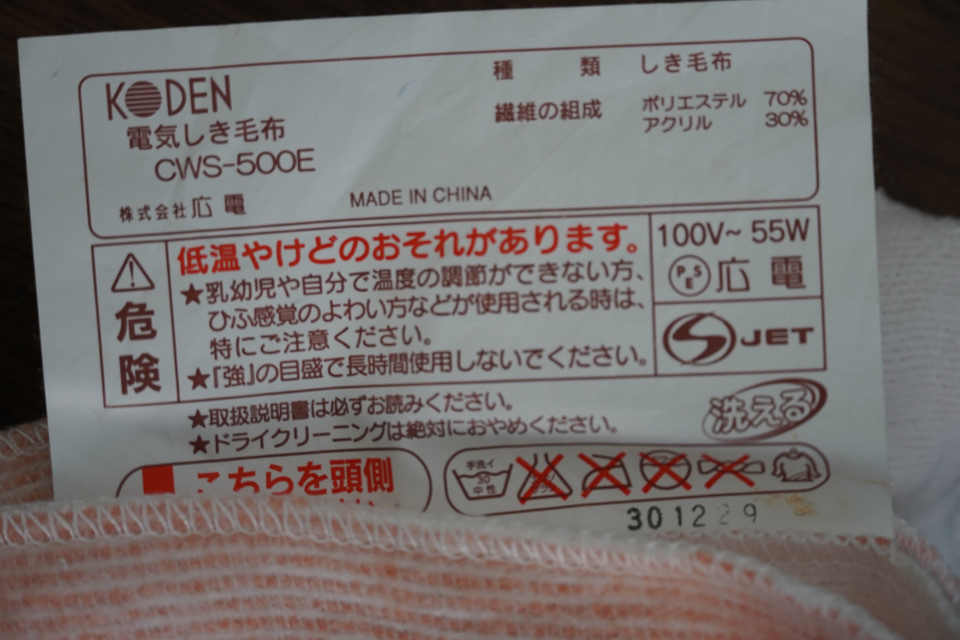 KODEN
電気しき毛布
CWS-500E
株式会社 広電
MADE IN CHINA
種類 しき毛布
繊維の組成 ポリエステル 70%
アクリル 30%
危険
低温やけどのおそれがあります。
★乳幼児や自分で温度の調節ができない方、
ひふ感覚のよわい方などが使用される時は、
特にご注意ください。
★「強」の目盛で長時間使用しないでください。
100V~ 55W
PSE 広電
S JET
★取扱説明書は必ずお読みください。
★ドライクリーニングは絶対におやめください。
洗える
こちらを頭側
手洗イ
30
中性
301229